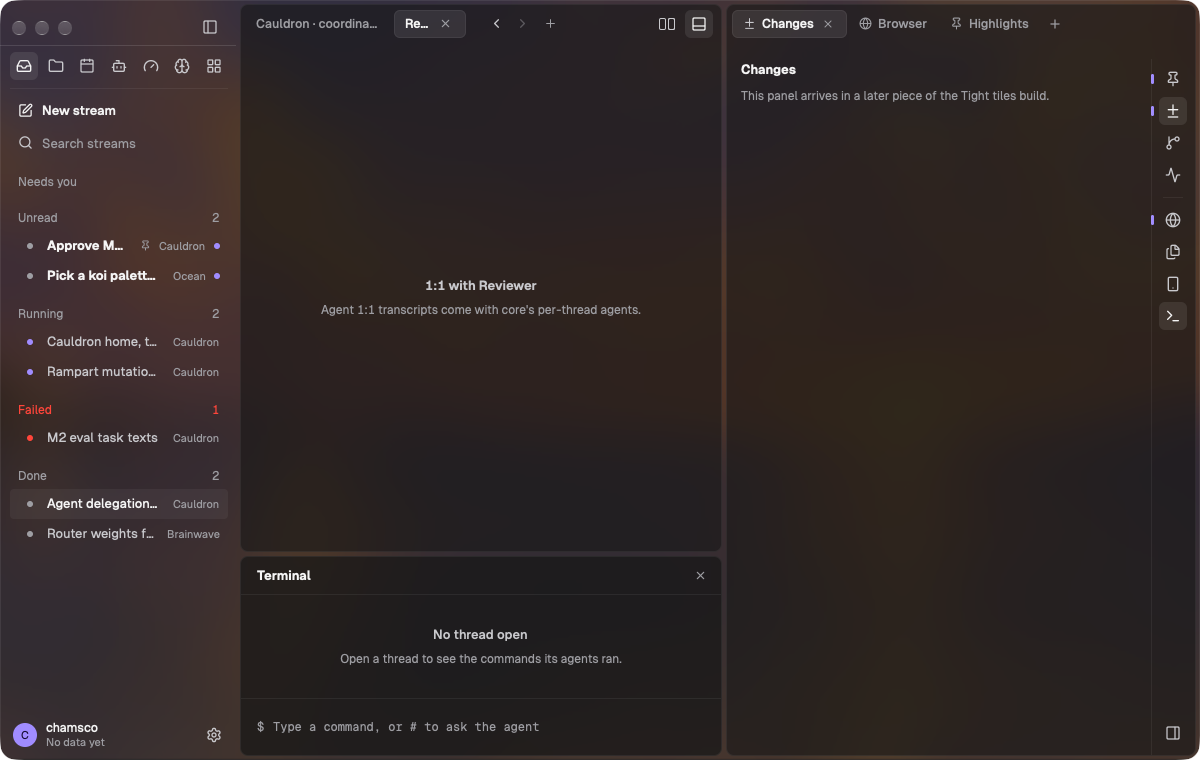 Cauldron · coordina...
Re...
Changes
Browser
Highlights
New stream
Search streams
Needs you
Unread 2
Approve M... Cauldron
Pick a koi palett... Ocean
Running 2
Cauldron home, t... Cauldron
Rampart mutatio... Cauldron
Failed 1
M2 eval task texts Cauldron
Done 2
Agent delegation... Cauldron
Router weights f... Brainwave
C
chamsco
No data yet
1:1 with Reviewer
Agent 1:1 transcripts come with core's per-thread agents.
Terminal
No thread open
Open a thread to see the commands its agents ran.
$ Type a command, or # to ask the agent
Changes
This panel arrives in a later piece of the Tight tiles build.